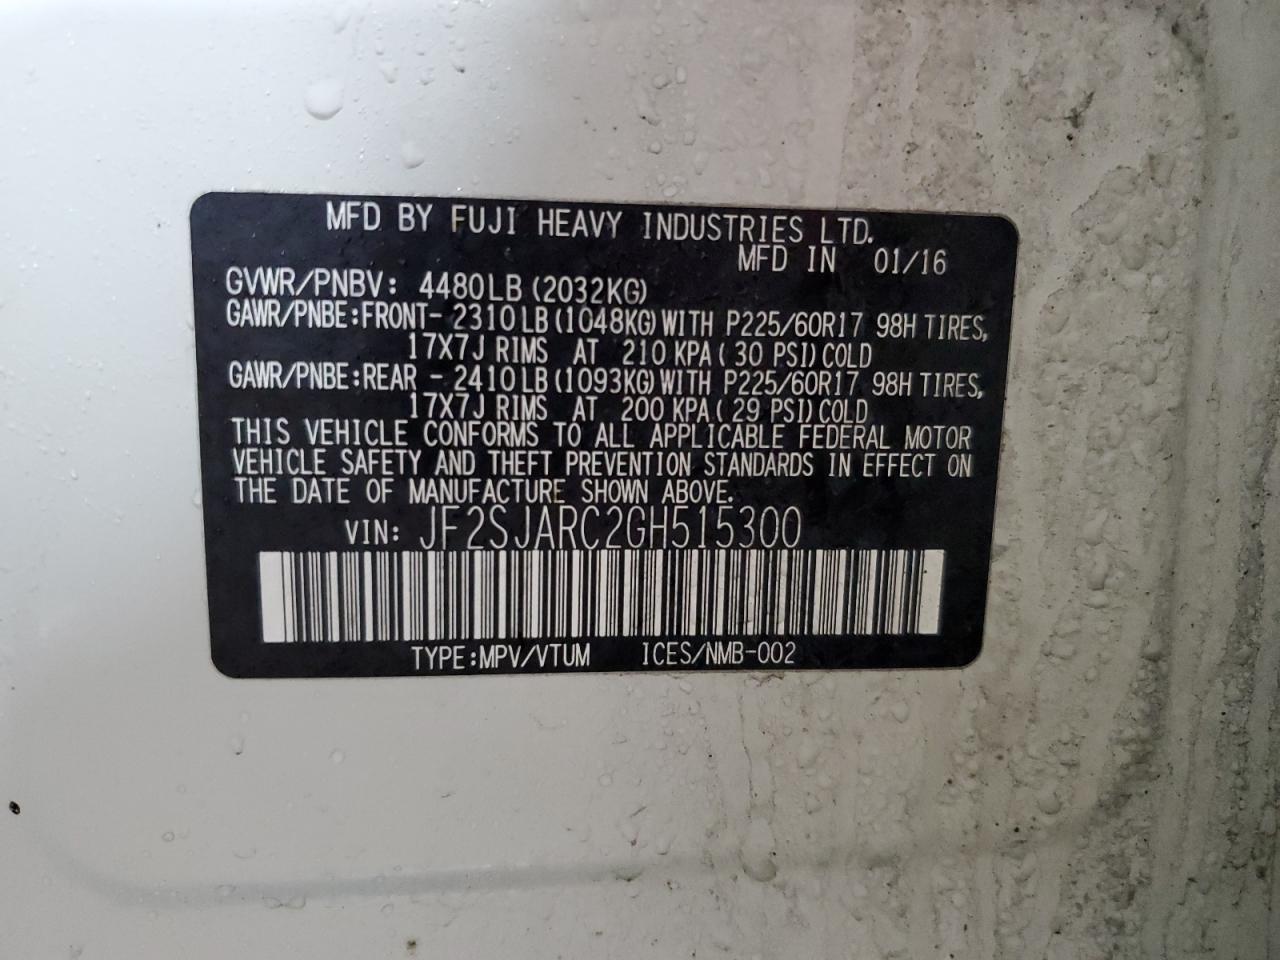 MFD BY FUJI HEAVY INDUSTRIES LTD.
MFD IN 01/16
GVWR/PNBV: 4480LB (2032KG)
GAWR/PNBE:FRONT- 2310LB (1048KG) WITH P225/60R17 98H TIRES,
17X7J RIMS AT 210 KPA ( 30 PSI) COLD
GAWR/PNBE:REAR - 2410LB (1093KG) WITH P225/60R17 98H TIRES,
17X7J RIMS AT 200 KPA ( 29 PSI) COLD
THIS VEHICLE CONFORMS TO ALL APPLICABLE FEDERAL MOTOR
VEHICLE SAFETY AND THEFT PREVENTION STANDARDS IN EFFECT ON
THE DATE OF MANUFACTURE SHOWN ABOVE.
VIN: JF2SJARC2GH515300
TYPE:MPV/VTUM ICES/NMB-002